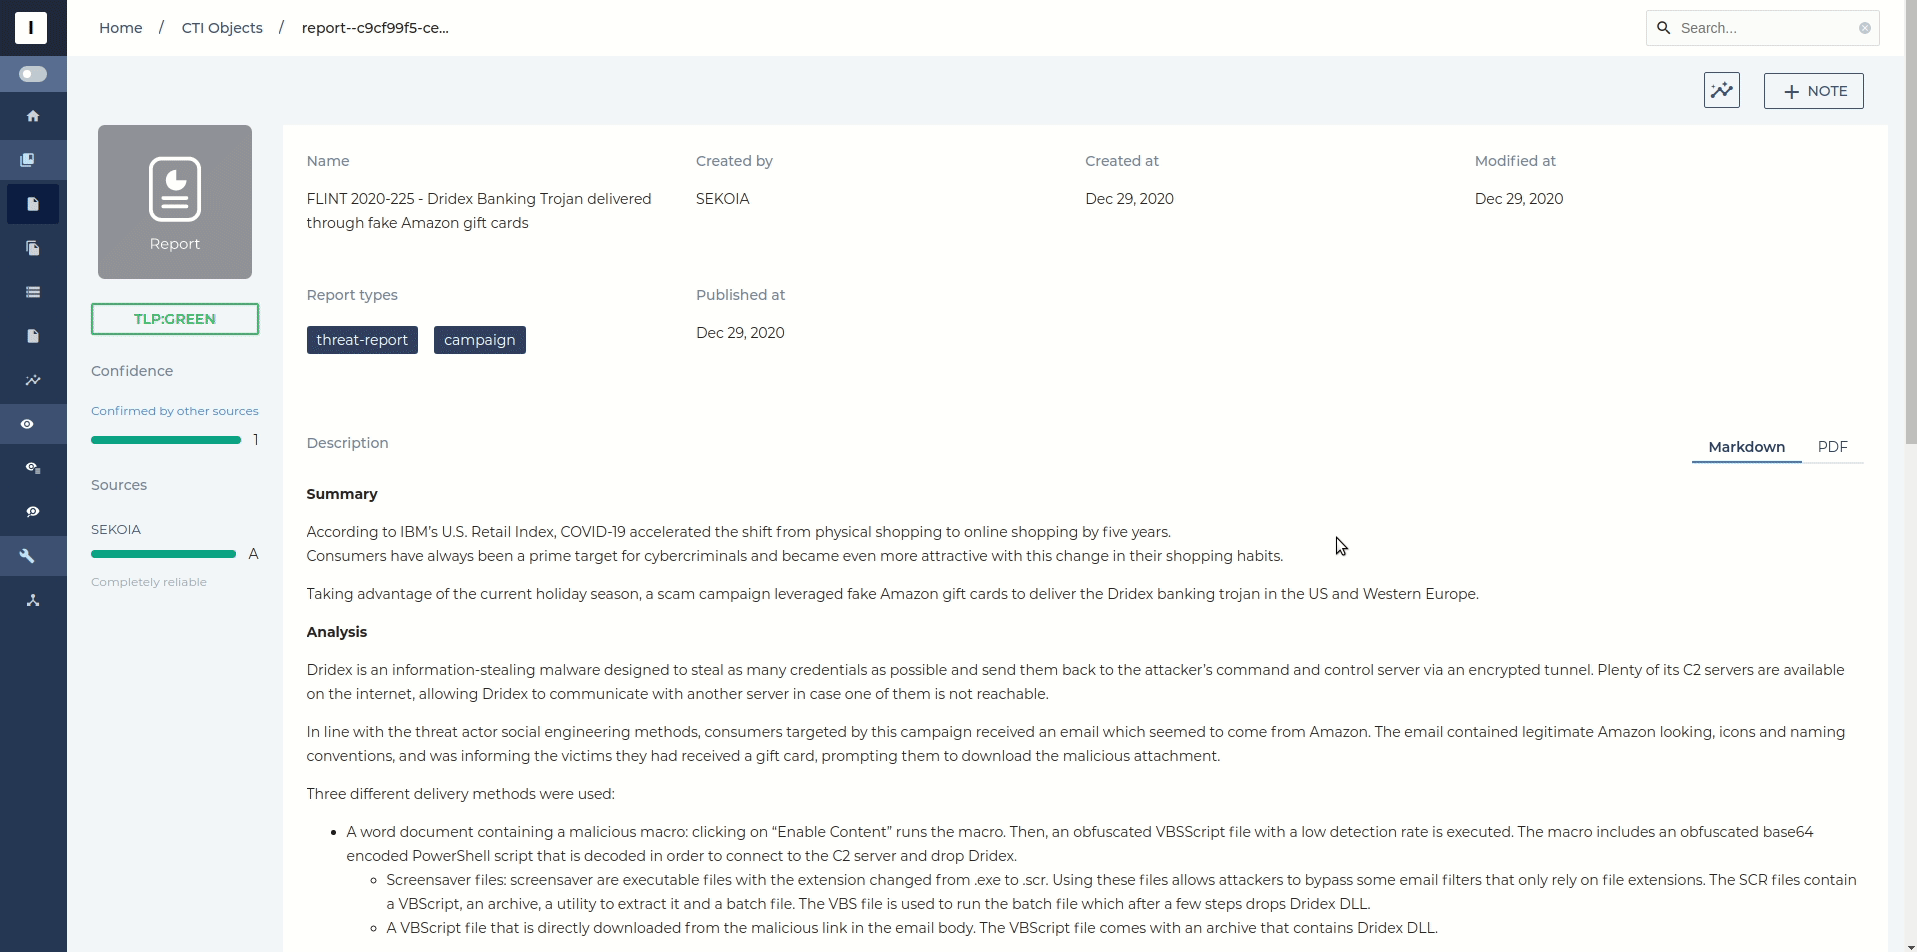 I
Home / CTI Objects / report--c9cf99f5-ce...
Search...
NOTE
Report
TLP:GREEN
Confidence
Confirmed by other sources
1
Sources
SEKOIA
A
Completely reliable
Name
FLINT 2020-225 - Dridex Banking Trojan delivered
through fake Amazon gift cards
Created by
SEKOIA
Created at
Dec 29, 2020
Modified at
Dec 29, 2020
Report types
threat-report campaign
Published at
Dec 29, 2020
Description
Markdown PDF
Summary
According to IBM’s U.S. Retail Index, COVID-19 accelerated the shift from physical shopping to online shopping by five years.
Consumers have always been a prime target for cybercriminals and became even more attractive with this change in their shopping habits.
Taking advantage of the current holiday season, a scam campaign leveraged fake Amazon gift cards to deliver the Dridex banking trojan in the US and Western Europe.
Analysis
Dridex is an information-stealing malware designed to steal as many credentials as possible and send them back to the attacker’s command and control server via an encrypted tunnel. Plenty of its C2 servers are available
on the internet, allowing Dridex to communicate with another server in case one of them is not reachable.
In line with the threat actor social engineering methods, consumers targeted by this campaign received an email which seemed to come from Amazon. The email contained legitimate Amazon looking, icons and naming
conventions, and was informing the victims they had received a gift card, prompting them to download the malicious attachment.
Three different delivery methods were used:
A word document containing a malicious macro: clicking on “Enable Content” runs the macro. Then, an obfuscated VBSScript file with a low detection rate is executed. The macro includes an obfuscated base64
encoded PowerShell script that is decoded in order to connect to the C2 server and drop Dridex.
Screensaver files: screensaver are executable files with the extension changed from .exe to .scr. Using these files allows attackers to bypass some email filters that only rely on file extensions. The SCR files contain
a VBScript, an archive, a utility to extract it and a batch file. The VBS file is used to run the batch file which after a few steps drops Dridex DLL.
A VBScript file that is directly downloaded from the malicious link in the email body. The VBScript file comes with an archive that contains Dridex DLL.